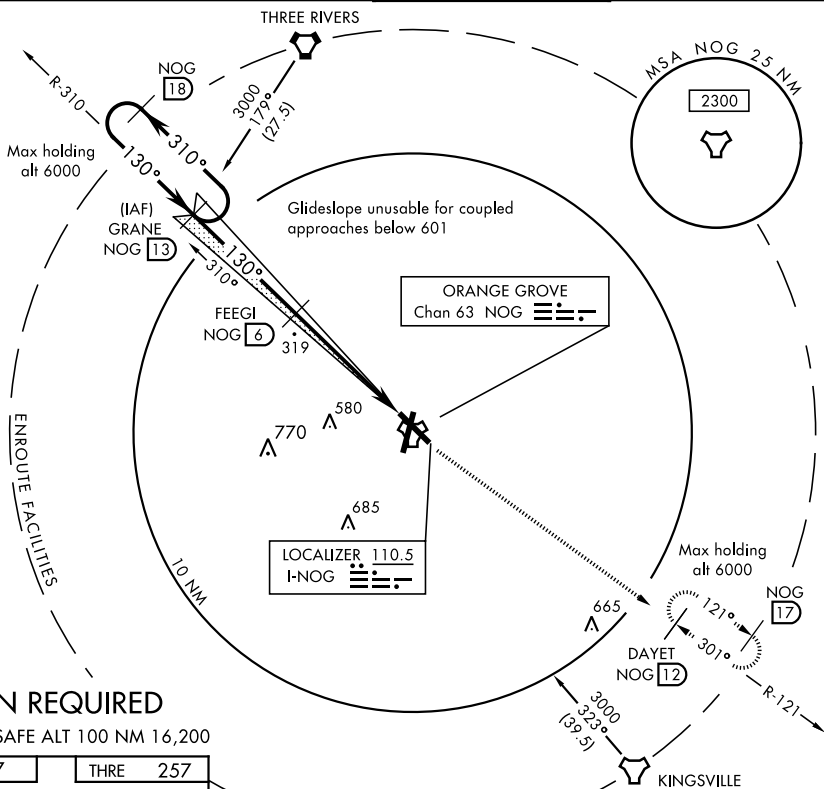 THREE RIVERS
MSA NOG 25 NM
2300
NOG
18
R-310
3000
179°
(27.5)
310°
130°
Max holding
alt 6000
(IAF)
GRANE
NOG 13
Glideslope unusable for coupled
approaches below 601
130°
310°
ORANGE GROVE
Chan 63 NOG
FEEGI
NOG 6
319
580
770
685
ENROUTE FACILITIES
LOCALIZER 110.5
I-NOG
10 NM
Max holding
alt 6000
665
121°
301°
NOG
17
DAYET
NOG 12
R-121
3000
323°
(39.5)
KINGSVILLE
N REQUIRED
SAFE ALT 100 NM 16,200
7
THRE 257